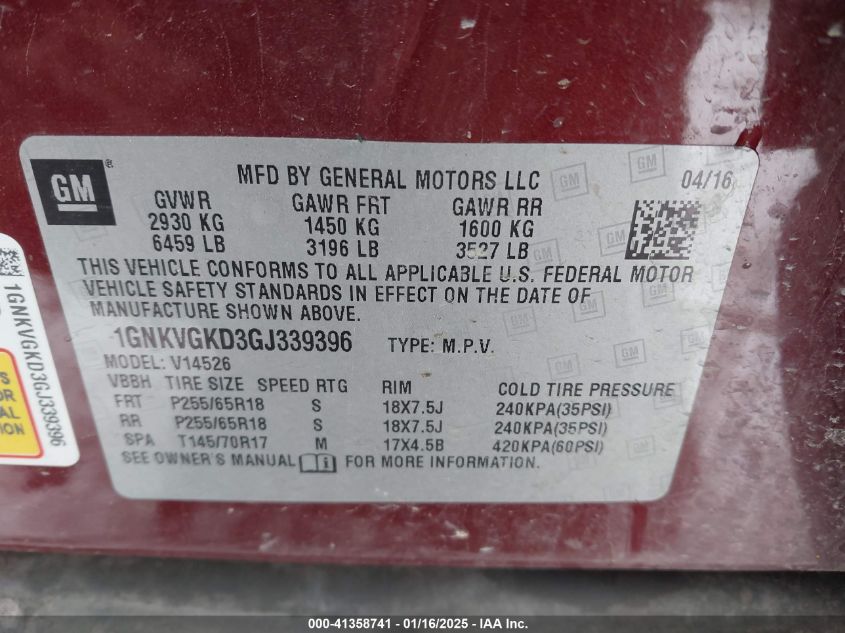 GM
MFD BY GENERAL MOTORS LLC 04/16
GVWR GAWR FRT GAWR RR
2930 KG 1450 KG 1600 KG
6459 LB 3196 LB 3527 LB
THIS VEHICLE CONFORMS TO ALL APPLICABLE U.S. FEDERAL MOTOR
VEHICLE SAFETY STANDARDS IN EFFECT ON THE DATE OF
MANUFACTURE SHOWN ABOVE.
1GNKVGKD3GJ339396 TYPE: M.P.V.
MODEL: V14526
VBBH TIRE SIZE SPEED RTG RIM COLD TIRE PRESSURE
FRT P255/65R18 S 18X7.5J 240KPA(35PSI)
RR P255/65R18 S 18X7.5J 240KPA(35PSI)
SPA T145/70R17 M 17X4.5B 420KPA(60PSI)
SEE OWNER'S MANUAL FOR MORE INFORMATION.
1GNKVGKD3GJ339396
000-41358741 - 01/16/2025 - IAA, Inc.